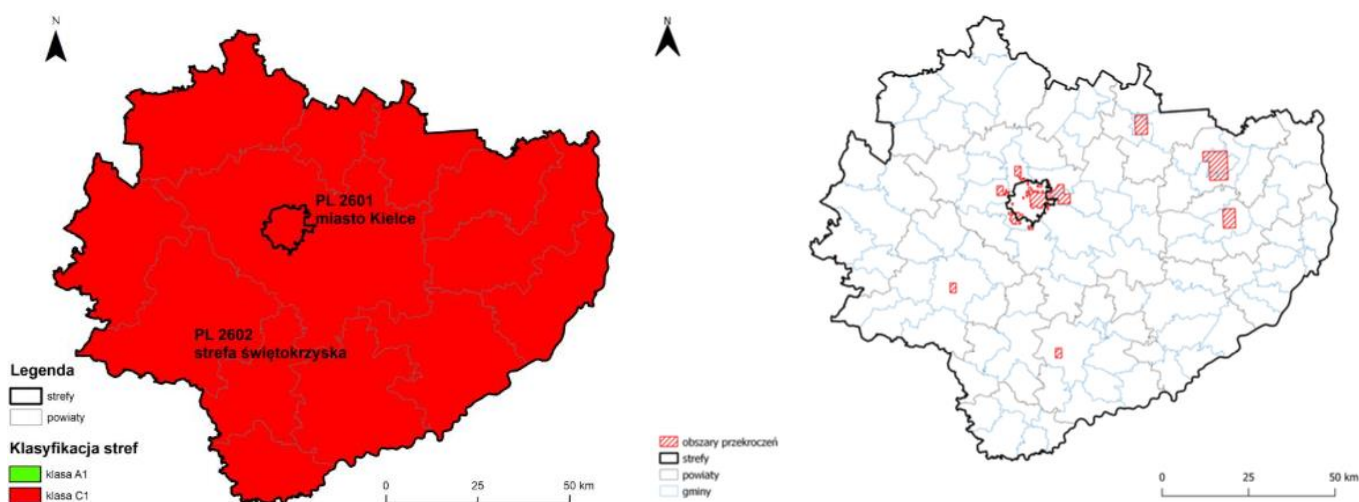 N
PL 2601
miasto Kielce
PL 2602
strefa świętokrzyska
Legenda
strefy
powiaty
Klasyfikacja stref
klasa A1
klasa C1
0 25 50 km
N
obszary przekroczeń
strefy
powiaty
gminy
0 25 50 km